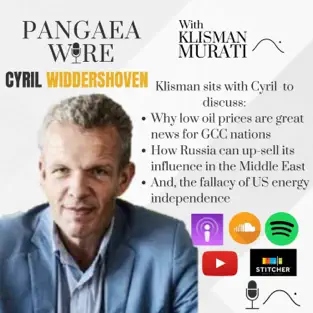 PANGAEA
WIRE
With
KLISMAN
MURATI
CYRIL WIDDERSHOVEN
Klisman sits with Cyril to
discuss:
• Why low oil prices are great
news for GCC nations
• How Russia can up-sell its
influence in the Middle East
• And, the fallacy of US energy
independence
STITCHER